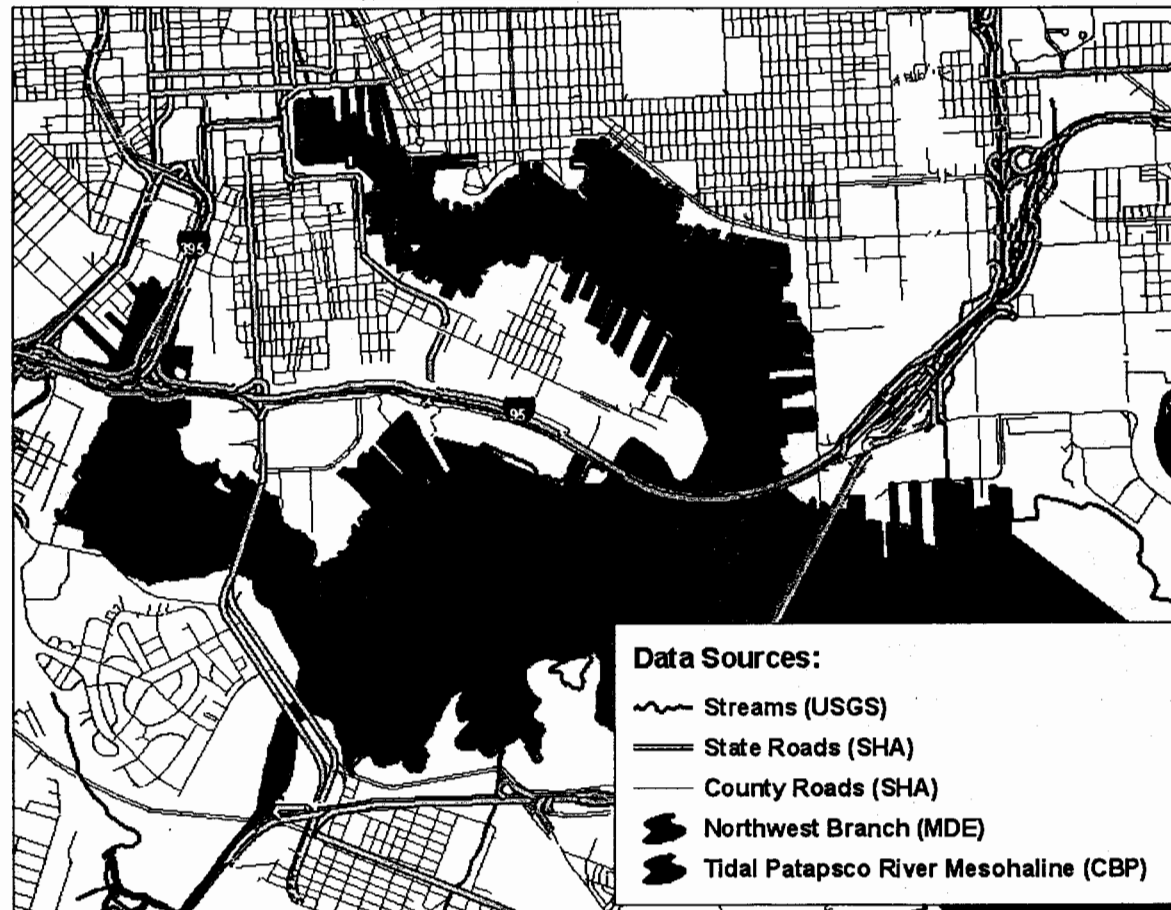 395
95
Data Sources:
Streams (USGS)
State Roads (SHA)
County Roads (SHA)
Northwest Branch (MDE)
Tidal Patapsco River Mesohaline (CBP)